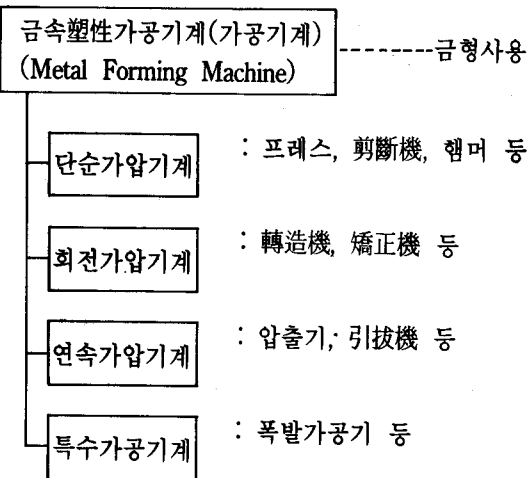 금속塑性가공기계(가공기계)
(Metal Forming Machine)
금형사용
단순가압기계 : 프레스, 剪斷機, 햄머 등
회전가압기계 : 轉造機, 矯正機 등
연속가압기계 : 압출기, 引拔機 등
특수가공기계 : 폭발가공기 등